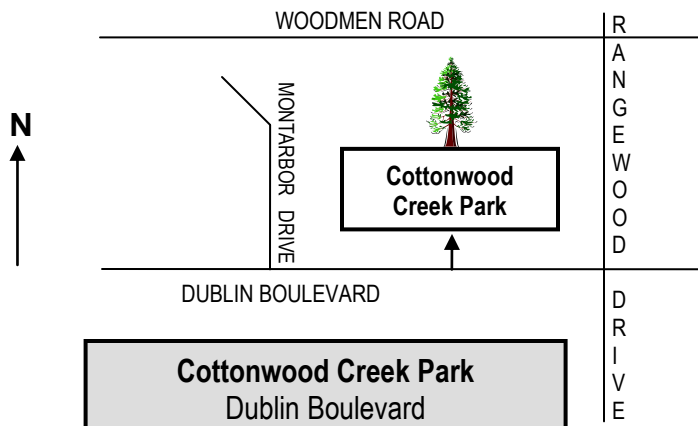 WOODMEN ROAD
RANGEWOOD DRIVE
MONTARBOR DRIVE
N
Cottonwood
Creek Park
DUBLIN BOULEVARD
Cottonwood Creek Park
Dublin Boulevard